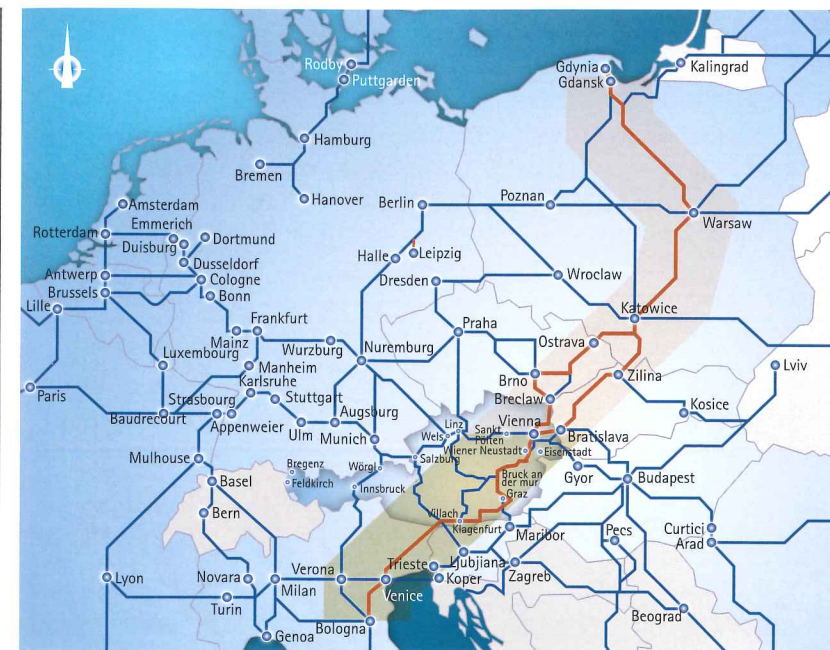 Rodby
Puttgarden
Gdynia
Gdansk
Kalingrad
Hamburg
Bremen
Hanover
Amsterdam
Emmerich
Rotterdam
Duisburg
Dortmund
Dusseldorf
Antwerp
Cologne
Brussels
Bonn
Lille
Berlin
Poznan
Warsaw
Halle
Leipzig
Dresden
Wroclaw
Katowice
Frankfurt
Mainz
Wurzburg
Nuremburg
Praha
Ostrava
Luxembourg
Manheim
Karlsruhe
Brno
Zilina
Lviv
Paris
Strasbourg
Stuttgart
Breclaw
Kosice
Baudrecourt
Appenweier
Ulm
Augsburg
Munich
Linz
Wels
Sankt
Pölten
Vienna
Bratislava
Wiener Neustadt
Eisenstadt
Salzburg
Mulhouse
Basel
Bregenz
Feldkirch
Wörgl
Innsbruck
Bruck an
der mur
Graz
Gyor
Budapest
Bern
Villach
Klagenfurt
Maribor
Pecs
Curtici
Arad
Lyon
Novara
Milan
Verona
Trieste
Ljubjiana
Koper
Zagreb
Turin
Venice
Beograd
Genoa
Bologna